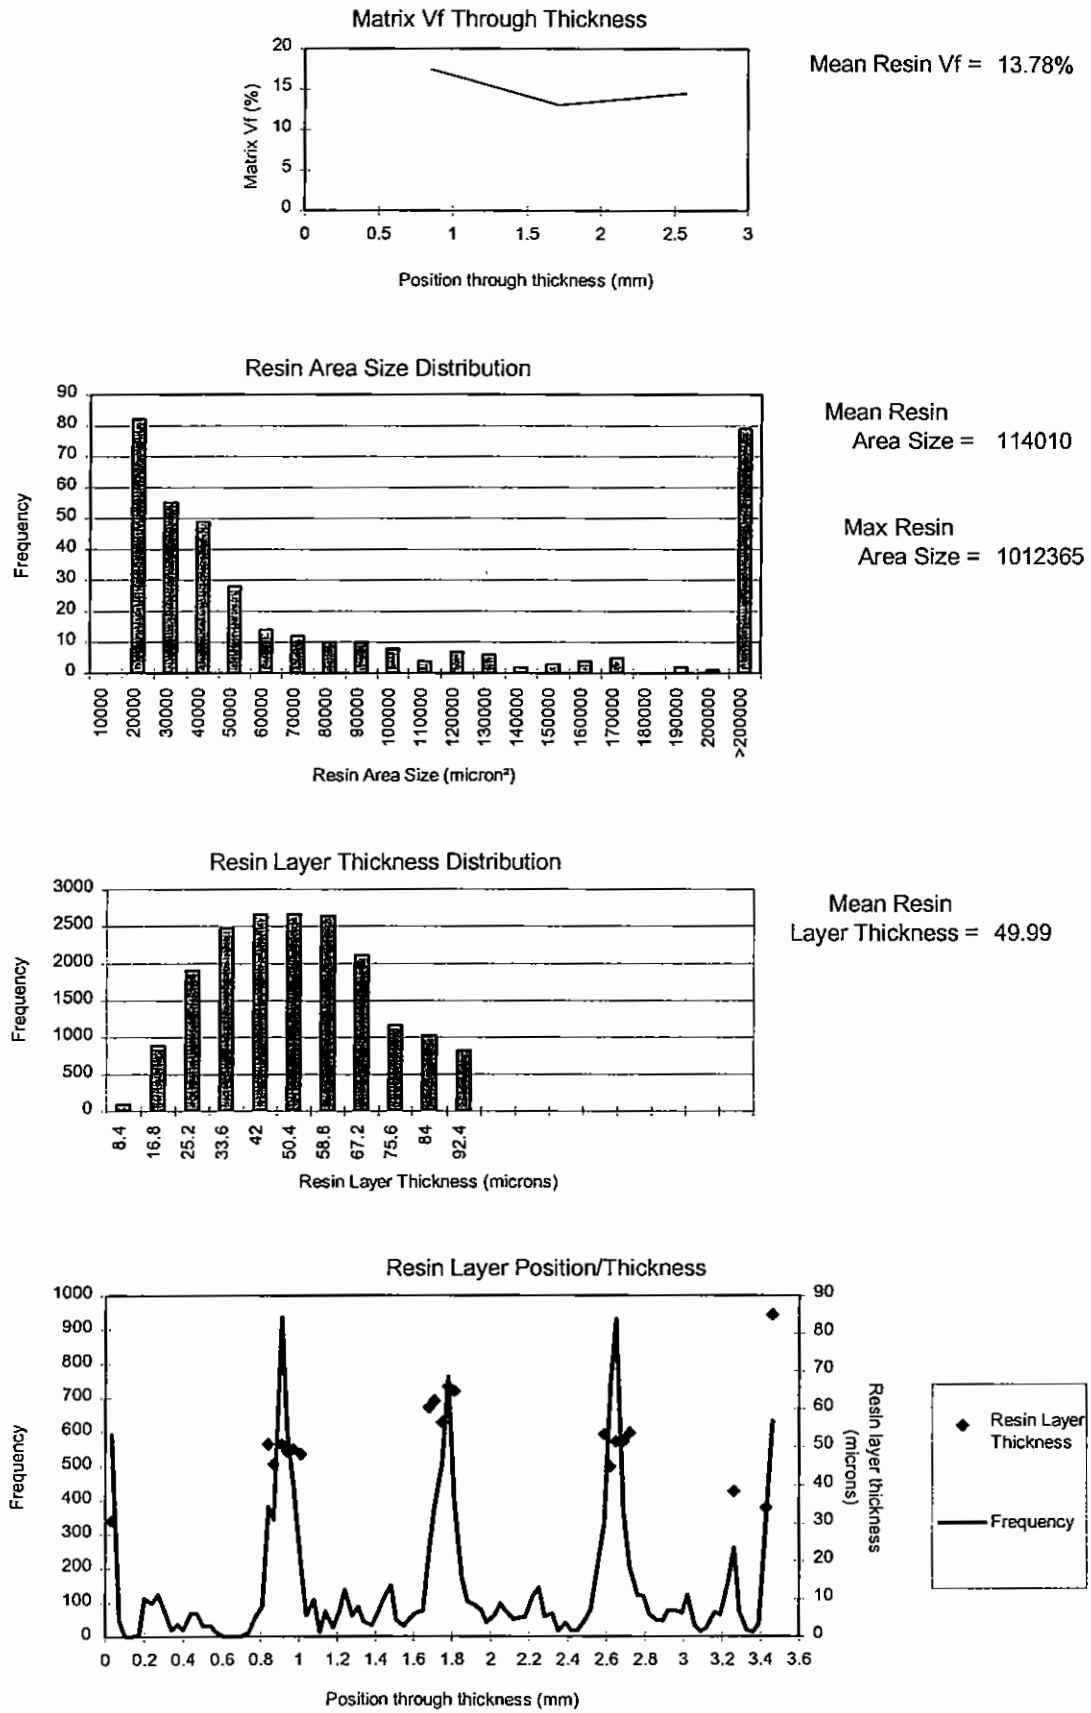 Matrix Vf Through Thickness
Mean Resin Vf = 13.78%
20
15
10
5
0
Matrix Vf (%)
0 0.5 1 1.5 2 2.5 3
Position through thickness (mm)
Resin Area Size Distribution
90
80
70
60
50
40
30
20
10
0
Frequency
10000 20000 30000 40000 50000 60000 70000 80000 90000 100000 110000 120000 130000 140000 150000 160000 170000 180000 190000 200000 >200000
Resin Area Size (micron²)
Mean Resin
Area Size = 114010
Max Resin
Area Size = 1012365
Resin Layer Thickness Distribution
3000
2500
2000
1500
1000
500
0
Frequency
8.4 16.8 25.2 33.6 42 50.4 58.8 67.2 75.6 84 92.4
Resin Layer Thickness (microns)
Mean Resin
Layer Thickness = 49.99
Resin Layer Position/Thickness
1000
900
800
700
600
500
400
300
200
100
0
Frequency
90
80
70
60
50
40
30
20
10
0
Resin layer thickness
(microns)
0 0.2 0.4 0.6 0.8 1 1.2 1.4 1.6 1.8 2 2.2 2.4 2.6 2.8 3 3.2 3.4 3.6
Position through thickness (mm)
Resin Layer
Thickness
Frequency